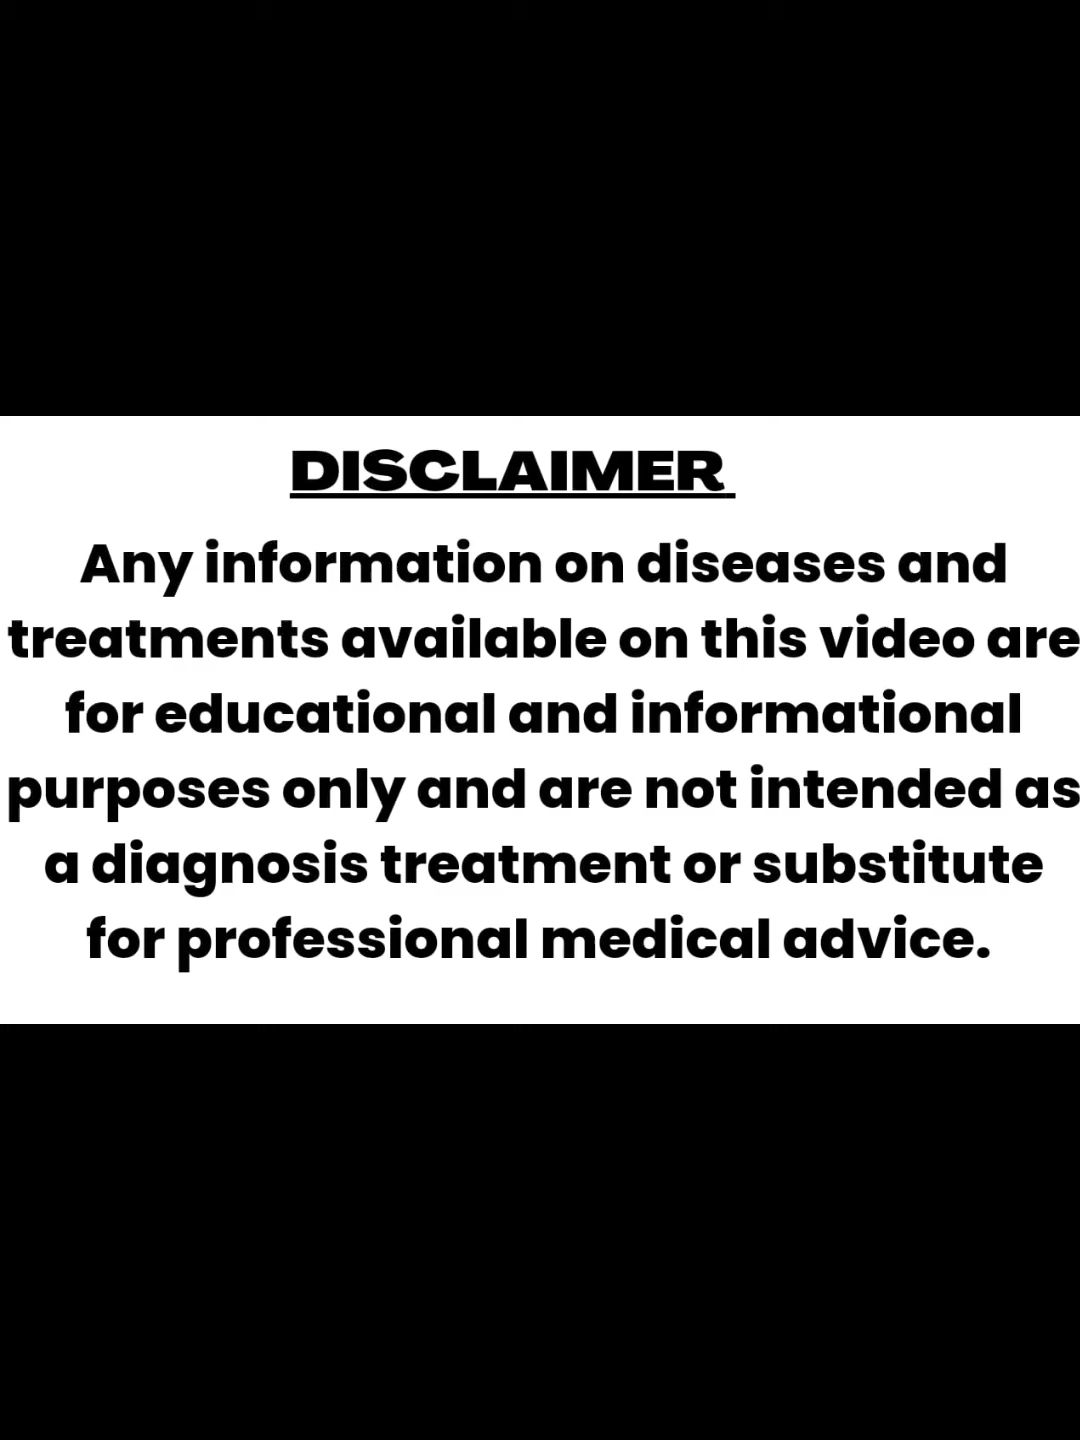 DISCLAIMER
Any information on diseases and
treatments available on this video are
for educational and informational
purposes only and are not intended as
a diagnosis treatment or substitute
for professional medical advice.